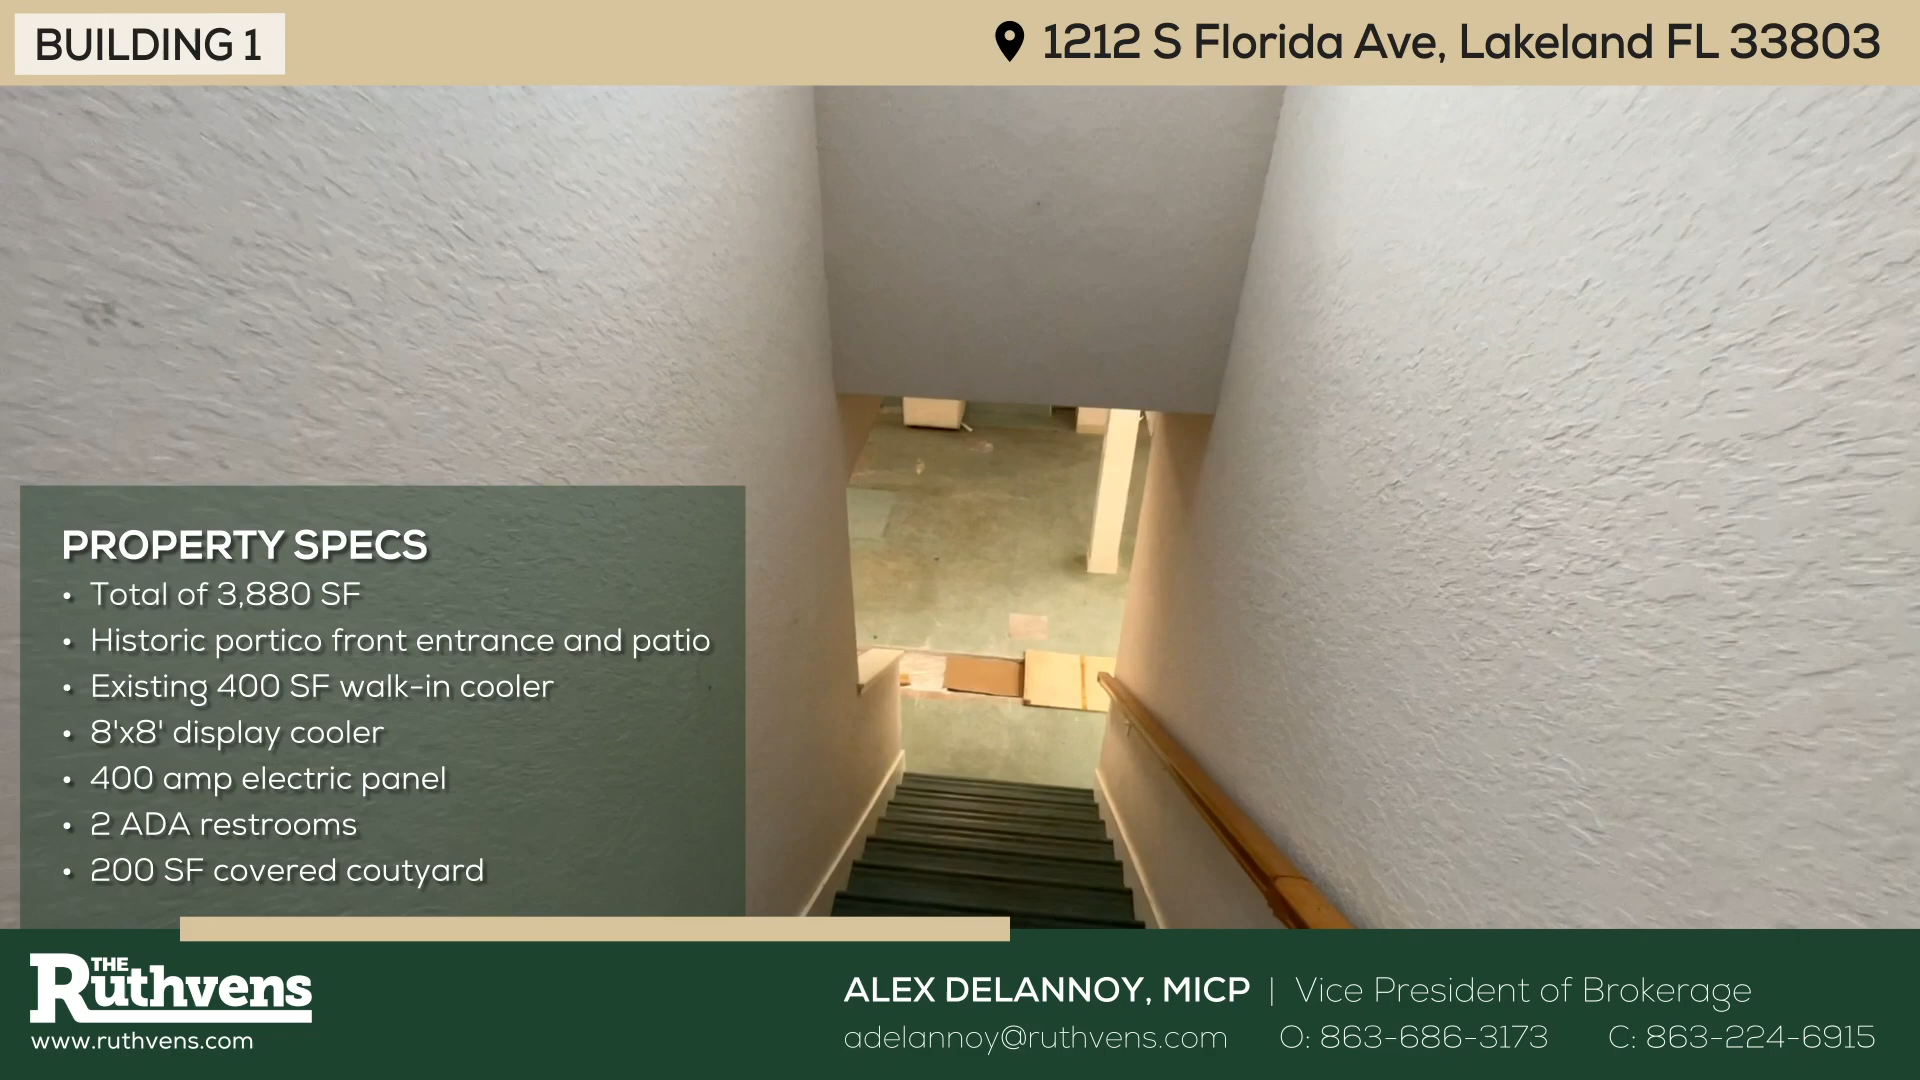 BUILDING 1
1212 S Florida Ave, Lakeland FL 33803
PROPERTY SPECS
• Total of 3,880 SF
• Historic portico front entrance and patio
• Existing 400 SF walk-in cooler
• 8'x8' display cooler
• 400 amp electric panel
• 2 ADA restrooms
• 200 SF covered coutyard
THE
Ruthvens
www.ruthvens.com
ALEX DELANNOY, MICP | Vice President of Brokerage
adelannoy@ruthvens.com O: 863-686-3173 C: 863-224-6915